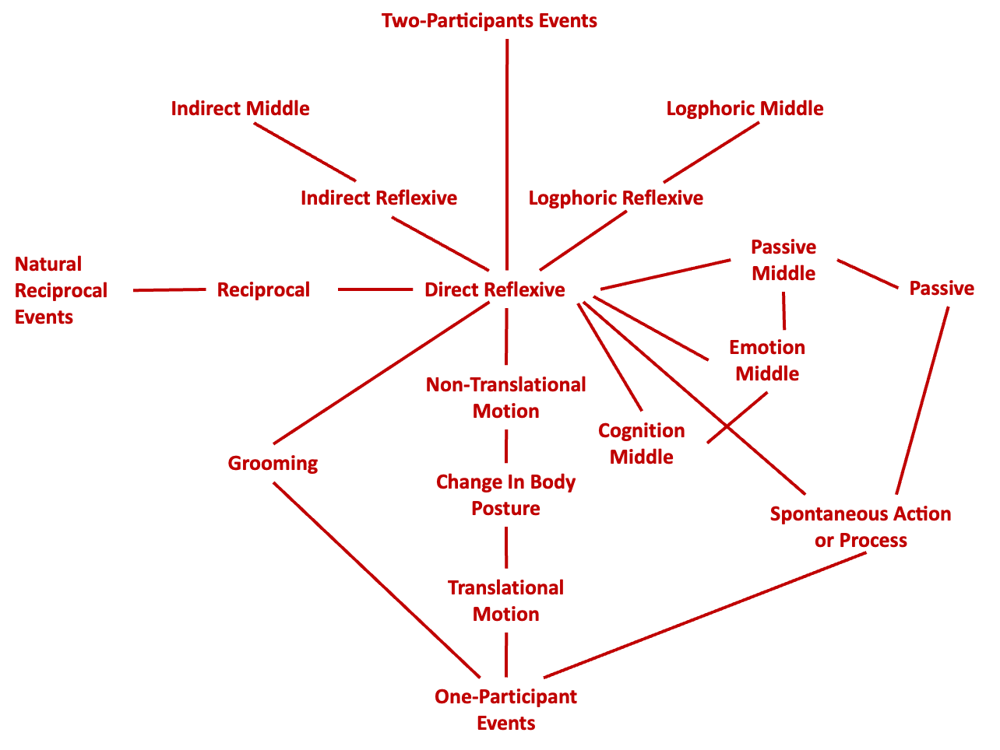 Two-Participants Events
Indirect Middle
Logphoric Middle
Indirect Reflexive
Logphoric Reflexive
Natural
Reciprocal
Events
Reciprocal
Direct Reflexive
Passive
Middle
Passive
Emotion
Middle
Non-Translational
Motion
Cognition
Middle
Grooming
Change In Body
Posture
Spontaneous Action
or Process
Translational
Motion
One-Participant
Events